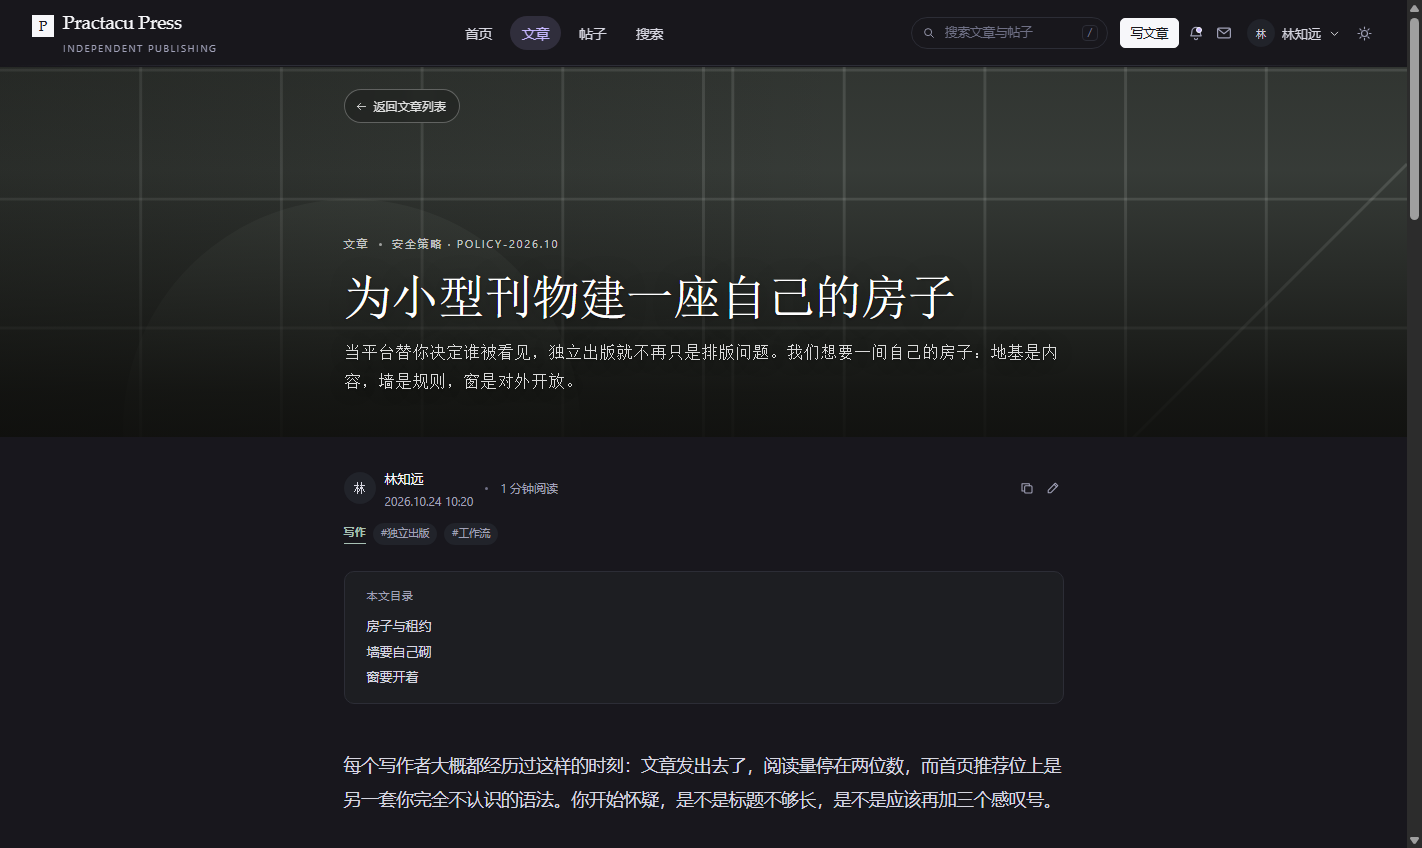 P Practacu Press
INDEPENDENT PUBLISHING
首页 文章 帖子 搜索
搜索文章与帖子 /
写文章
林 林知远
← 返回文章列表
文章 • 安全策略 · POLICY-2026.10
为小型刊物建一座自己的房子
当平台替你决定谁被看见，独立出版就不再只是排版问题。我们想要一间自己的房子：地基是内
容，墙是规则，窗是对外开放。
林 林知远
2026.10.24 10:20 • 1 分钟阅读
写作 #独立出版 #工作流
本文目录
房子与租约
墙要自己砌
窗要开着
每个写作者大概都经历过这样的时刻：文章发出去了，阅读量停在两位数，而首页推荐位上是
另一套你完全不认识的语法。你开始怀疑，是不是标题不够长，是不是应该再加三个感叹号。